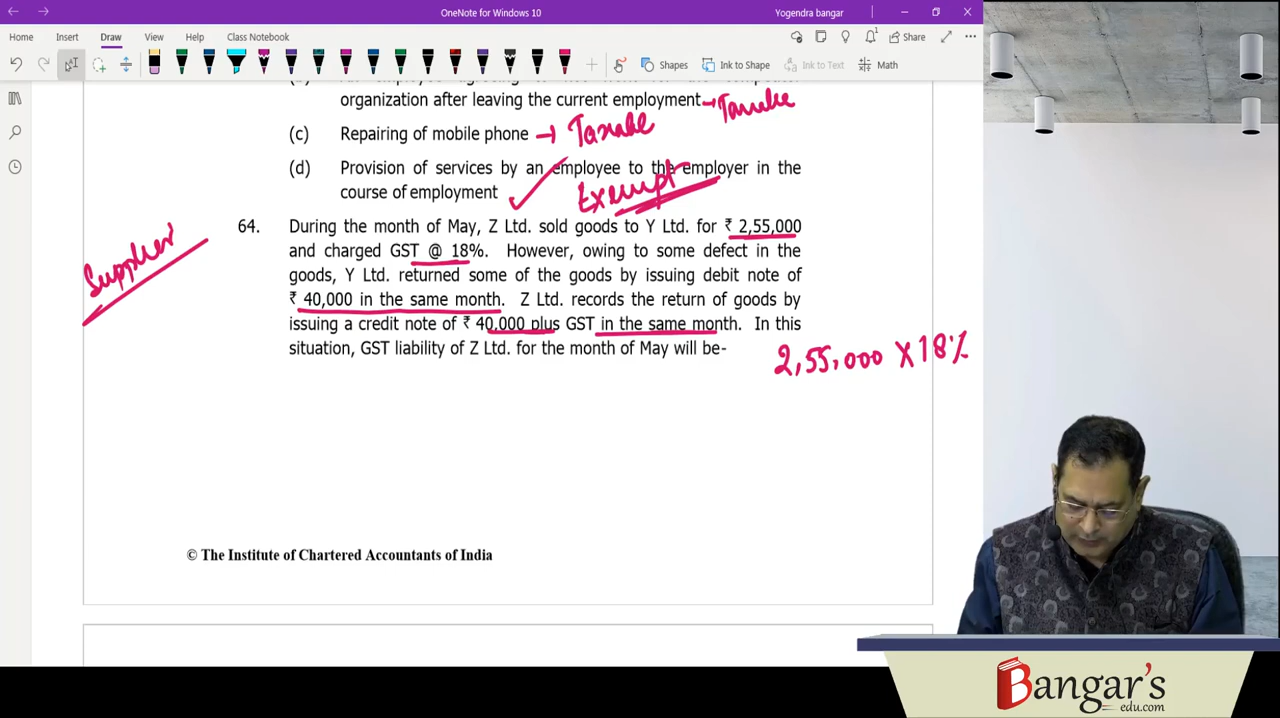 OneNote for Windows 10
Yogendra bangar
Home Insert Draw View Help Class Notebook
Share
Shapes
Ink to Shape
Ink to Text
Math
organization after leaving the current employment → Taxable
(c) Repairing of mobile phone → Taxable
(d) Provision of services by an employee to the employer in the
course of employment
Exempt
Supplier
64. During the month of May, Z Ltd. sold goods to Y Ltd. for ₹ 2,55,000
and charged GST @ 18%. However, owing to some defect in the
goods, Y Ltd. returned some of the goods by issuing debit note of
₹ 40,000 in the same month. Z Ltd. records the return of goods by
issuing a credit note of ₹ 40,000 plus GST in the same month. In this
situation, GST liability of Z Ltd. for the month of May will be-
2,55,000 X 18%
© The Institute of Chartered Accountants of India
Bangar's
edu.com